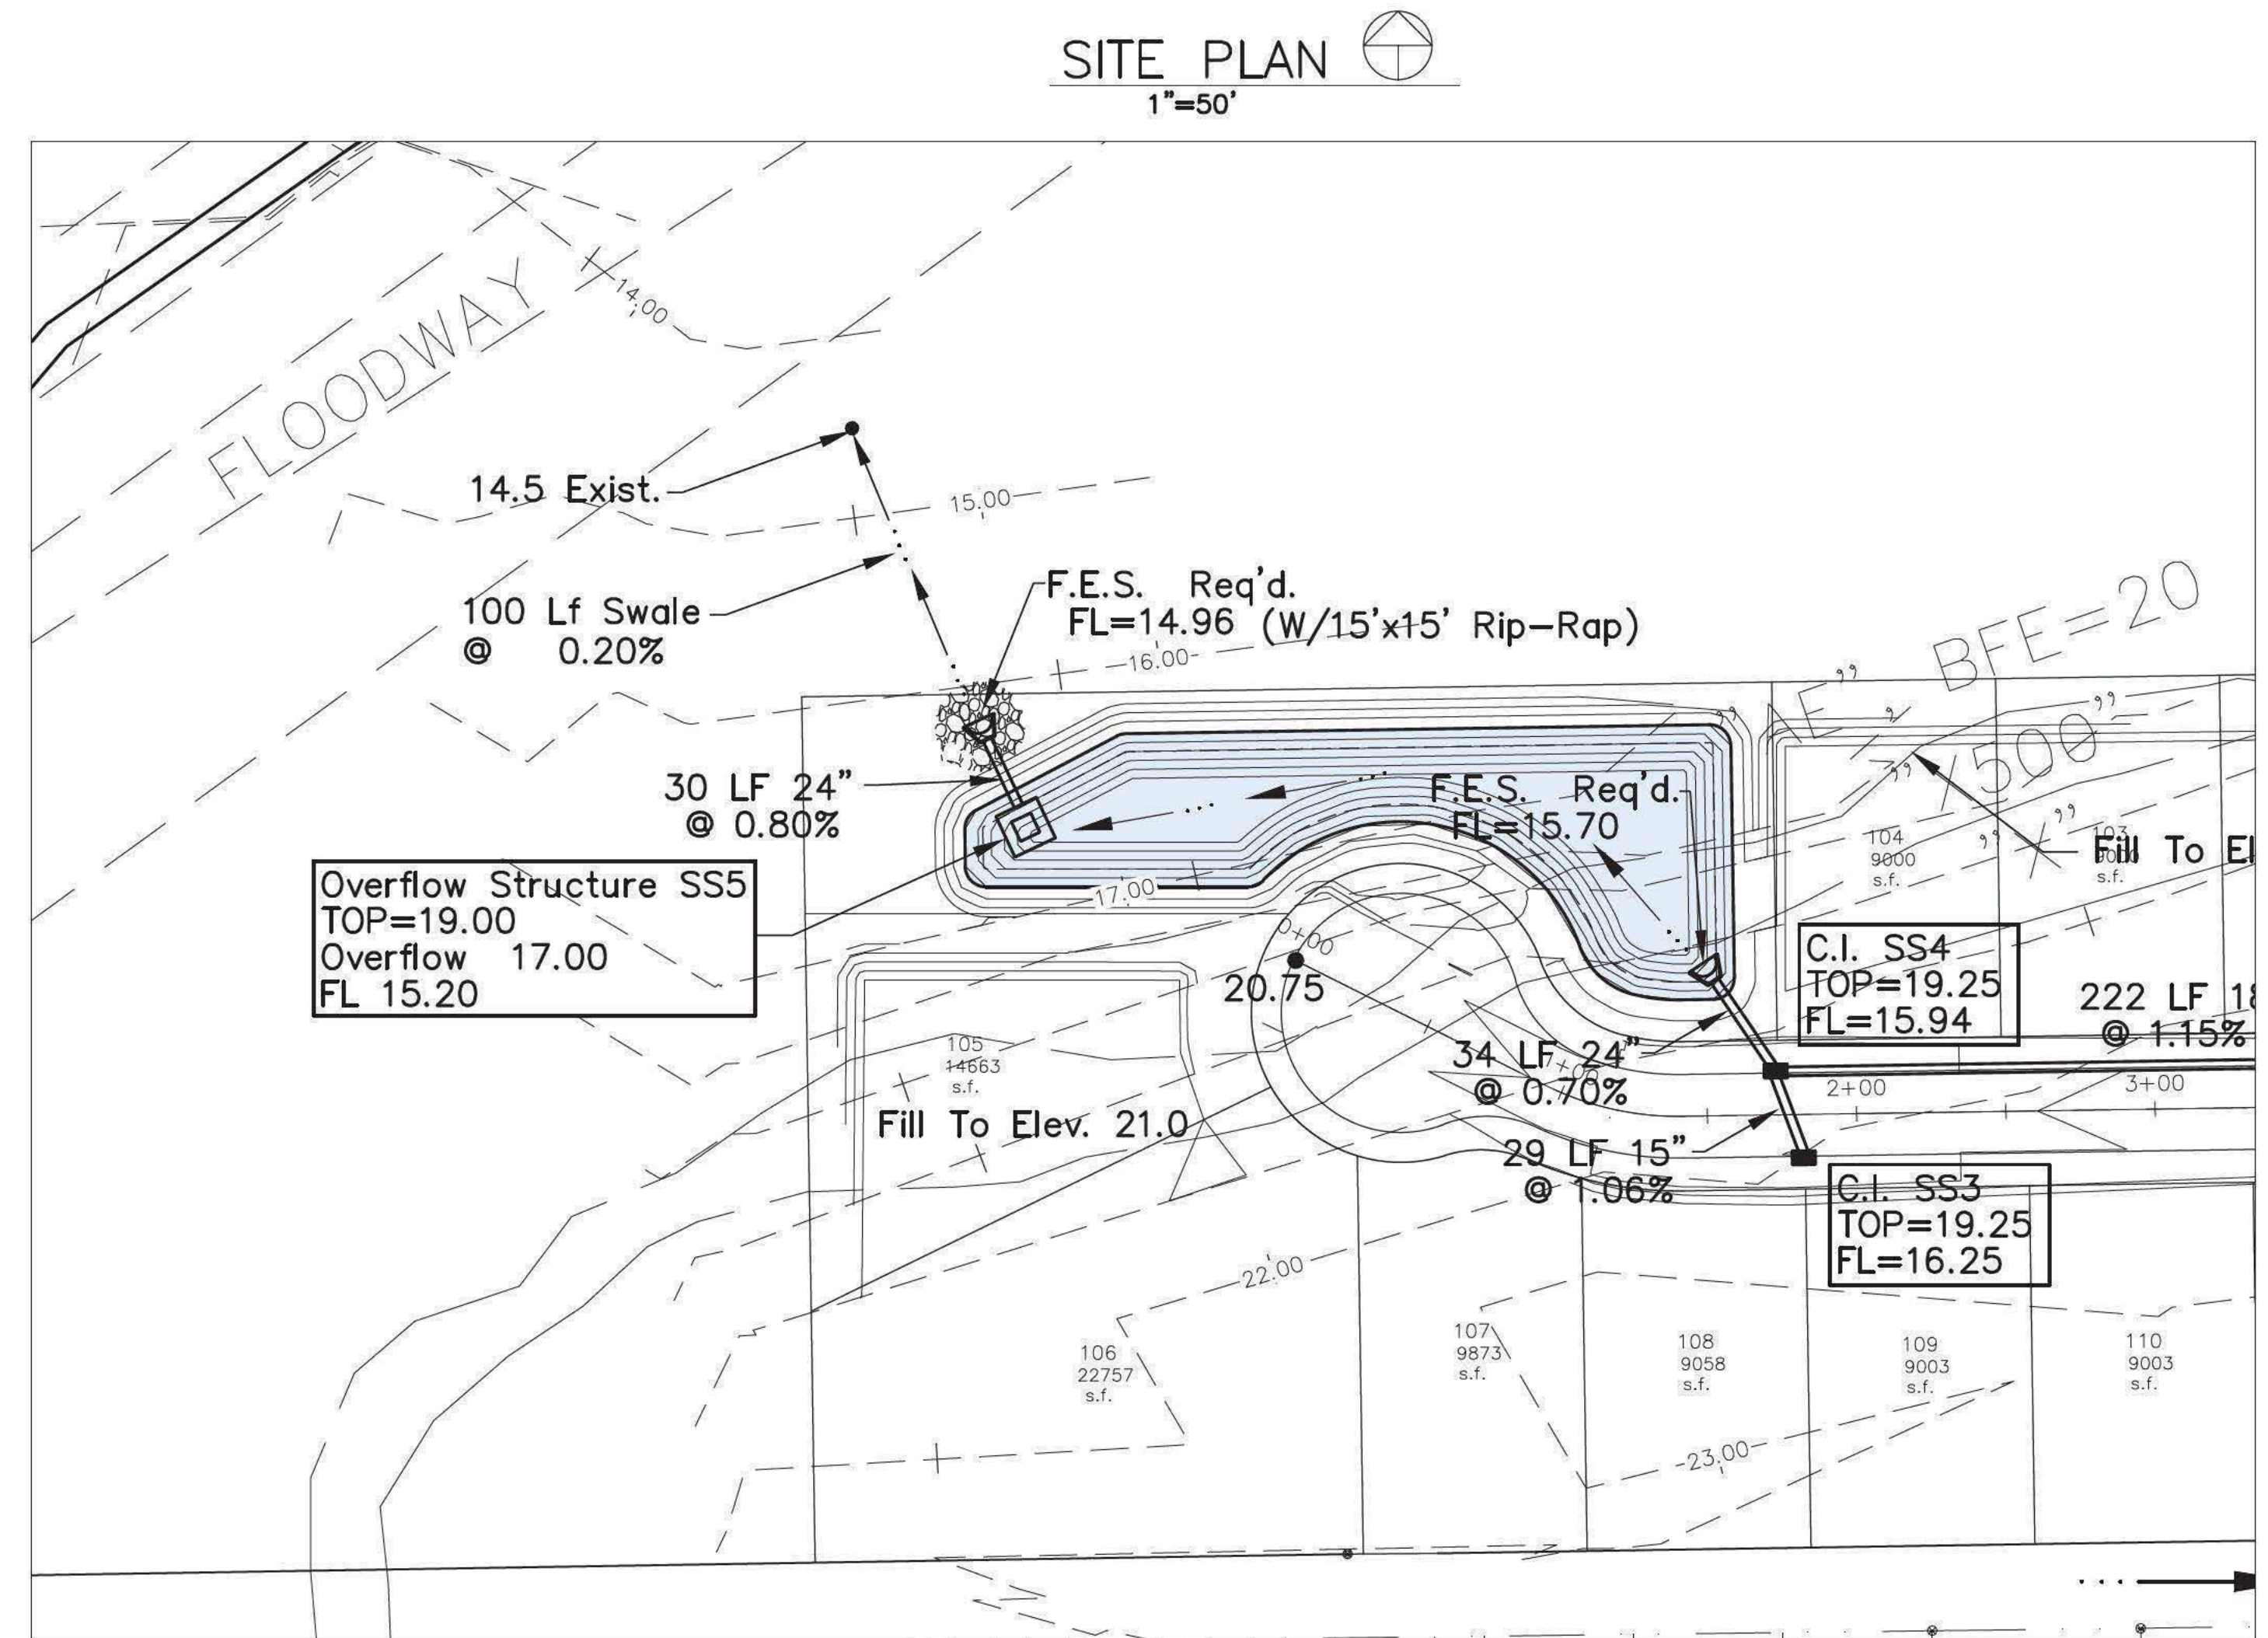 SITE PLAN
1"=50'
FLOODWAY
14.00
14.5 Exist.
15.00
100 Lf Swale
@ 0.20%
F.E.S. Req'd.
FL=14.96 (W/15'x15' Rip-Rap)
16.00
BFE=20
30 LF 24"
@ 0.80%
F.E.S. Req'd.
FL=15.70
"X500"
"X"
104
9000
s.f.
103
s.f.
Fill To
Overflow Structure SS5
TOP=19.00
Overflow 17.00
FL 15.20
17.00
0+00
20.75
C.I. SS4
TOP=19.25
FL=15.94
222 LF
@ 1.15%
105
14663
s.f.
Fill To Elev. 21.0
34 LF 24"
@ 0.70%
1+00
2+00
3+00
29 LF 15"
@ 1.06%
C.I. SS3
TOP=19.25
FL=16.25
22.00
106
22757
s.f.
107
9873
s.f.
108
9058
s.f.
109
9003
s.f.
110
9003
s.f.
23.00